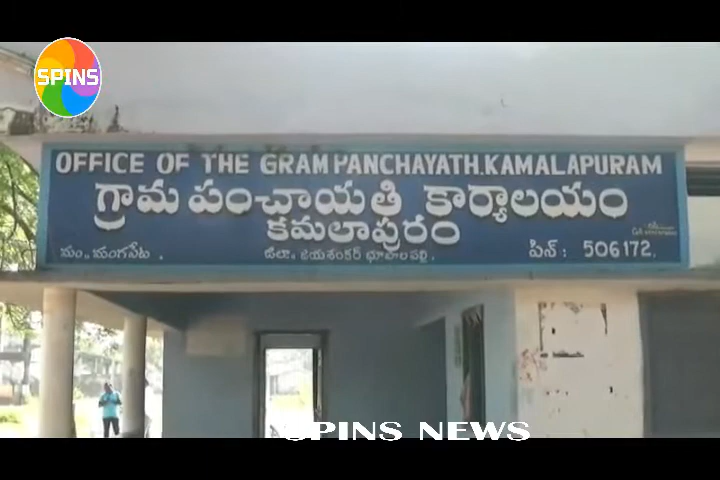 SPINS
OFFICE OF THE GRAM PANCHAYATH.KAMALAPURAM
గ్రామ పంచాయతి కార్యాలయం
కమలాపురం
మం,, మంగపేట. జిల్లా: జయశంకర్ భూపాలపల్లి. పిన్: 506172.
SPINS NEWS